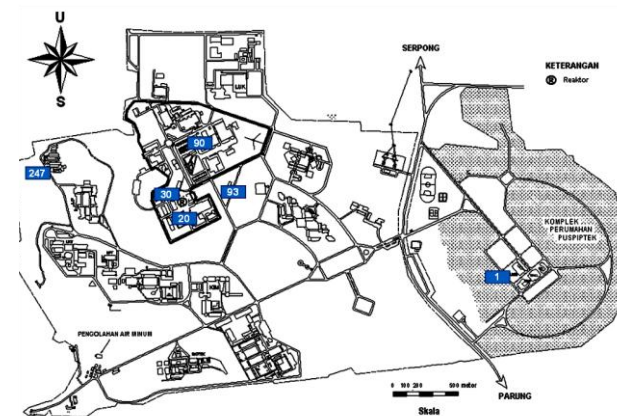 U
S
SERPONG
KETERANGAN
Reaktor
90
247
30
93
20
KOMPLEK
PERUMAHAN
PUSPIPTEK
1
PENGOLAHAN AIR MINUM
0 100 200 500 meter
Skala
PARUNG